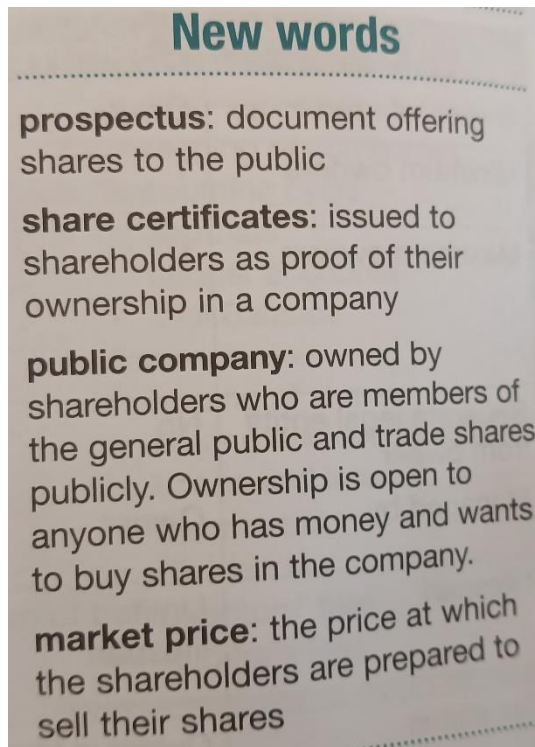 New words
prospectus: document offering
shares to the public
share certificates: issued to
shareholders as proof of their
ownership in a company
public company: owned by
shareholders who are members of
the general public and trade shares
publicly. Ownership is open to
anyone who has money and wants
to buy shares in the company.
market price: the price at which
the shareholders are prepared to
sell their shares